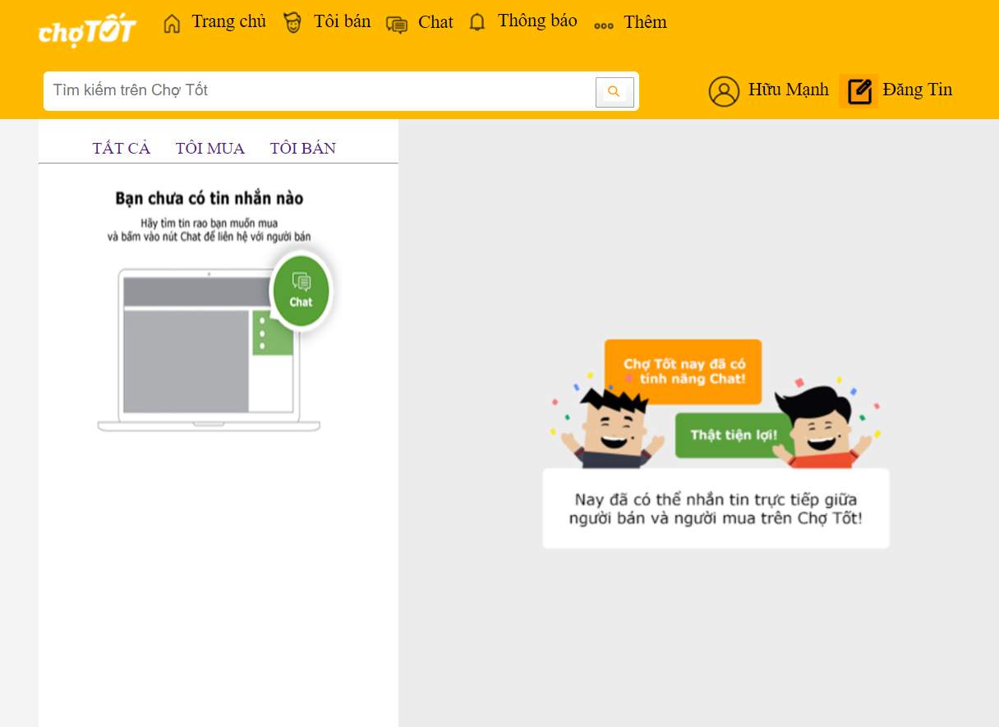 chợTỐT
Trang chủ
Tôi bán
Chat
Thông báo
Thêm
Tìm kiếm trên Chợ Tốt
Hữu Mạnh
Đăng Tin
TẤT CẢ
TÔI MUA
TÔI BÁN
Bạn chưa có tin nhắn nào
Hãy tìm tin rao bạn muốn mua
và bấm vào nút Chat để liên hệ với người bán
Chat
Chợ Tốt nay đã có
tính năng Chat!
Thật tiện lợi!
Nay đã có thể nhắn tin trực tiếp giữa
người bán và người mua trên Chợ Tốt!